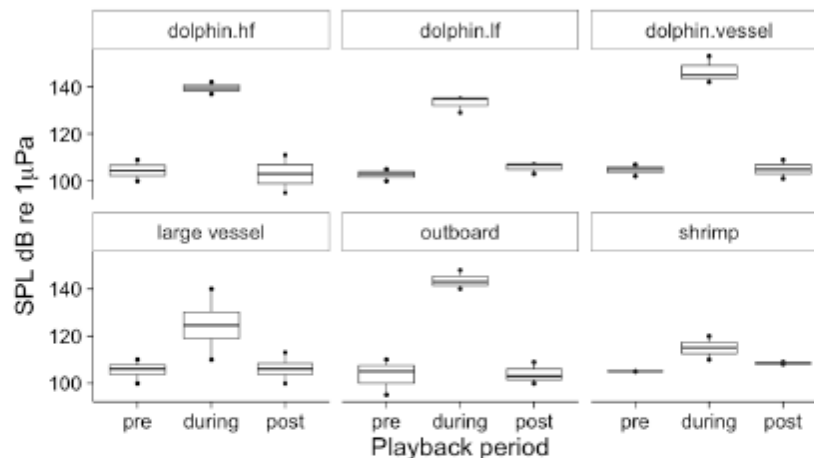 dolphin.hf dolphin.lf dolphin.vessel
140
120
100
large vessel outboard shrimp
140
120
100
pre during post pre during post pre during post
Playback period
SPL dB re 1μPa